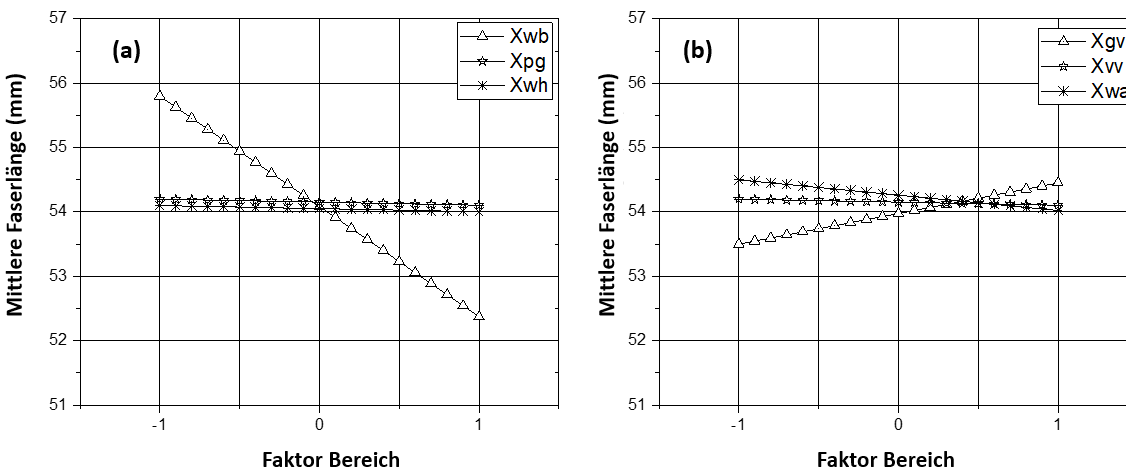 (a)
Xwb
Xpg
Xwh
Mittlere Faserlänge (mm)
57
56
55
54
53
52
51
-1
0
1
Faktor Bereich
(b)
Xgv
Xvv
Xwa
Mittlere Faserlänge (mm)
57
56
55
54
53
52
51
-1
0
1
Faktor Bereich